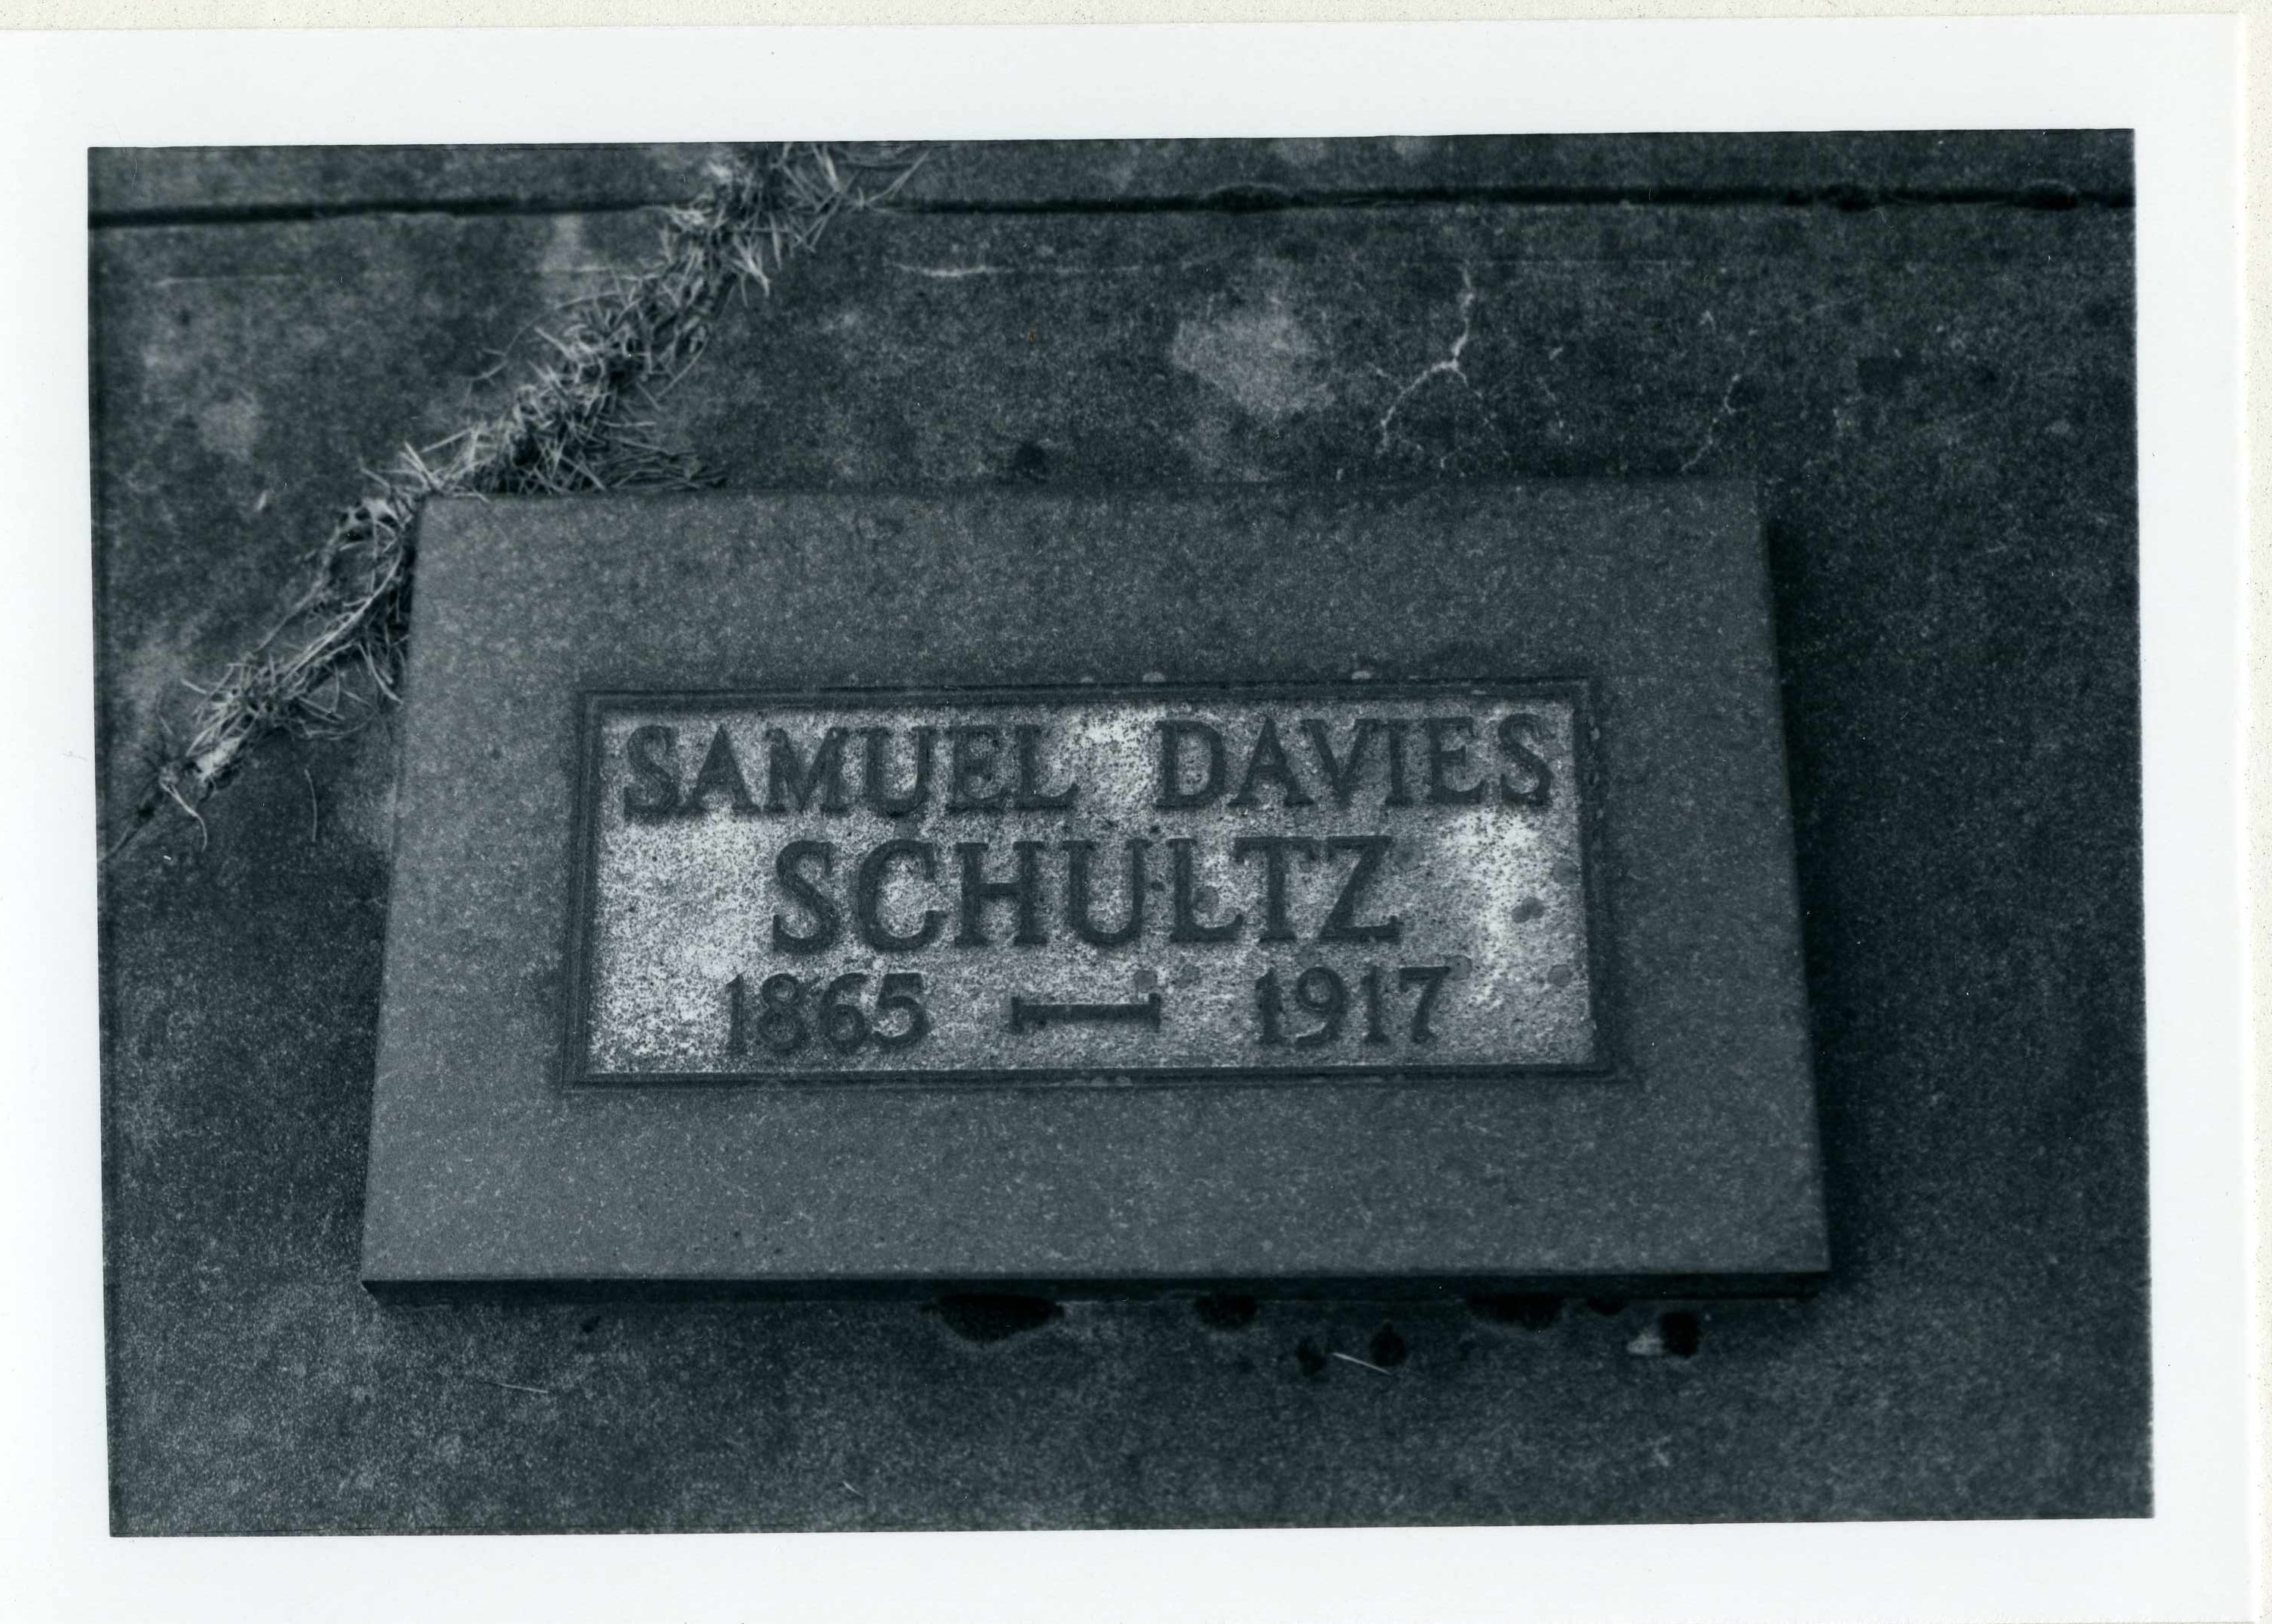 SAMUEL DAVIES
SCHULTZ
1865 — 1917